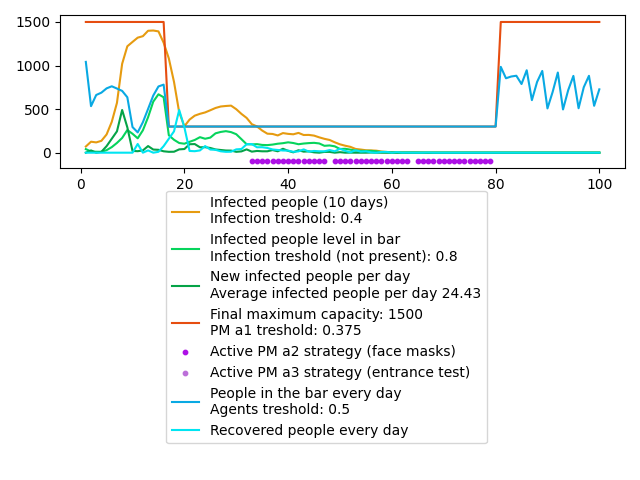 1500
1000
500
0
0 20 40 60 80 100
Infected people (10 days)
Infection treshold: 0.4
Infected people level in bar
Infection treshold (not present): 0.8
New infected people per day
Average infected people per day 24.43
Final maximum capacity: 1500
PM a1 treshold: 0.375
Active PM a2 strategy (face masks)
Active PM a3 strategy (entrance test)
People in the bar every day
Agents treshold: 0.5
Recovered people every day